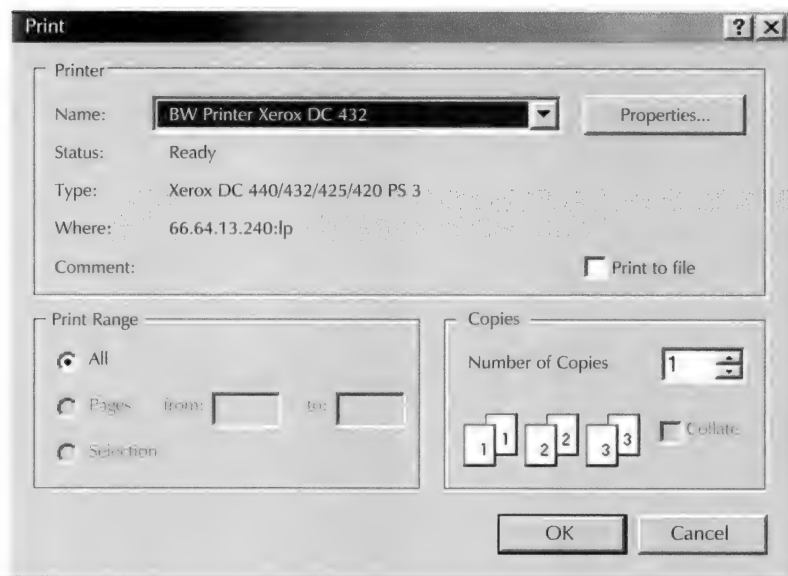 Print
Printer
Name: BW Printer Xerox DC 432 Properties...
Status: Ready
Type: Xerox DC 440/432/425/420 PS 3
Where: 66.64.13.240:lp
Comment: Print to file
Print Range
All
Pages from: to:
Selection
Copies
Number of Copies 1
1 1 2 2 3 3 Collate
OK Cancel